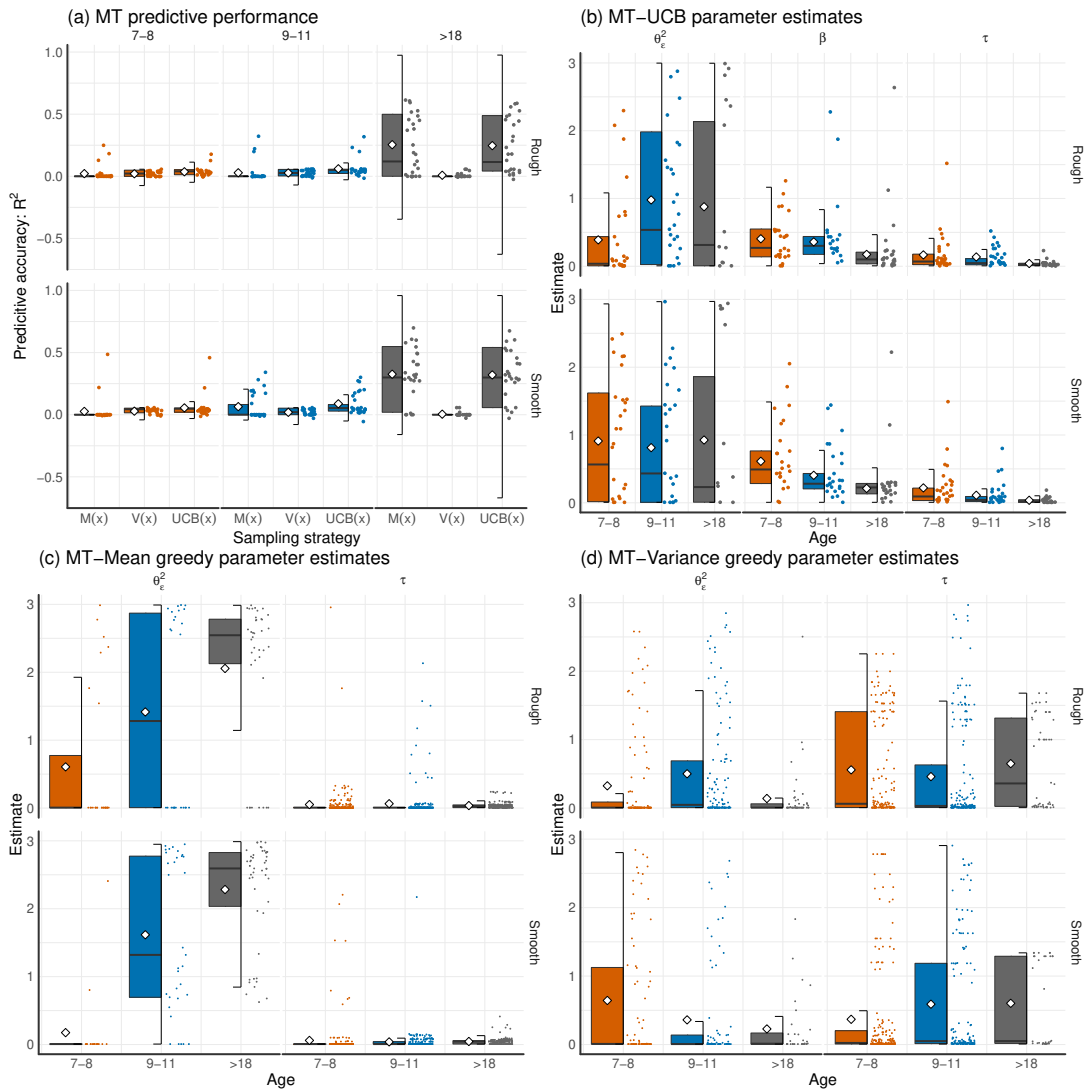 (a) MT predictive performance
7−8 9−11 >18
Predicitive accuracy: R²
1.0
0.5
0.0
−0.5
Rough
1.0
0.5
0.0
−0.5
Smooth
M(x) V(x) UCB(x) M(x) V(x) UCB(x) M(x) V(x) UCB(x)
Sampling strategy
(b) MT−UCB parameter estimates
θ²ε β τ
Estimate
3
2
1
0
Rough
3
2
1
0
Smooth
7−8 9−11 >18 7−8 9−11 >18 7−8 9−11 >18
Age
(c) MT−Mean greedy parameter estimates
θ²ε τ
Estimate
3
2
1
0
Rough
3
2
1
0
Smooth
7−8 9−11 >18 7−8 9−11 >18
Age
(d) MT−Variance greedy parameter estimates
θ²ε τ
Estimate
3
2
1
0
Rough
3
2
1
0
Smooth
7−8 9−11 >18 7−8 9−11 >18
Age